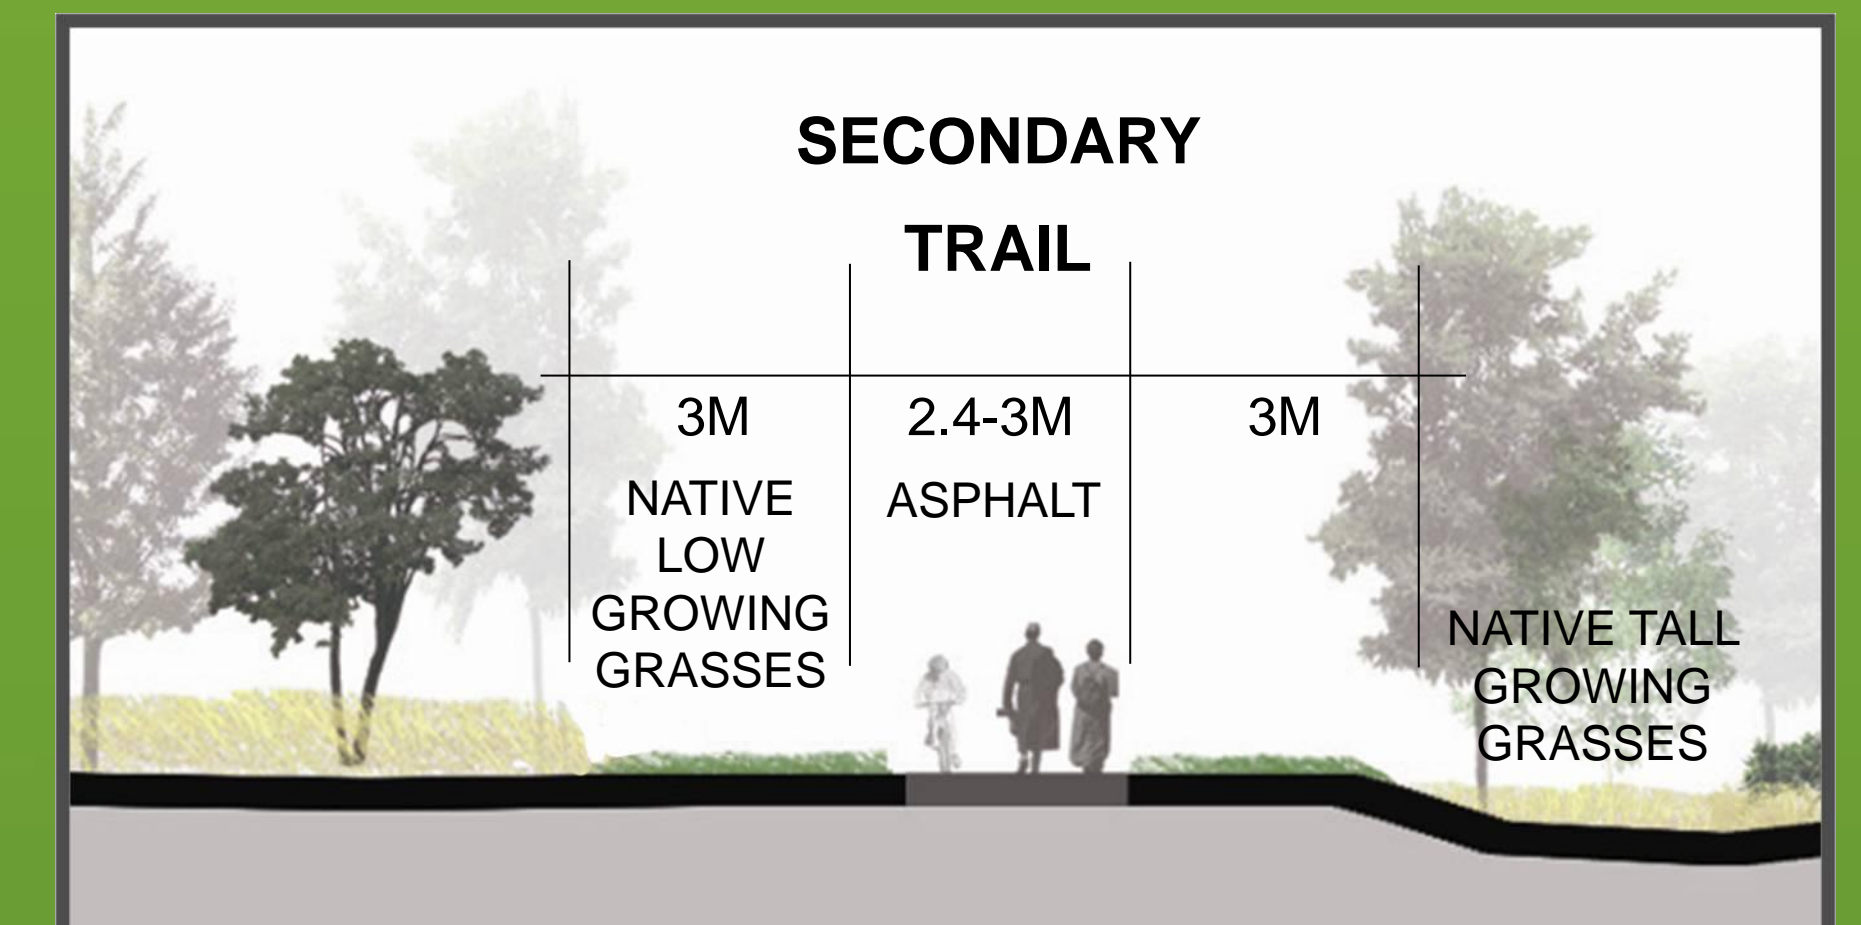 SECONDARY
TRAIL
3M
2.4-3M
3M
NATIVE
LOW
GROWING
GRASSES
ASPHALT
NATIVE TALL
GROWING
GRASSES